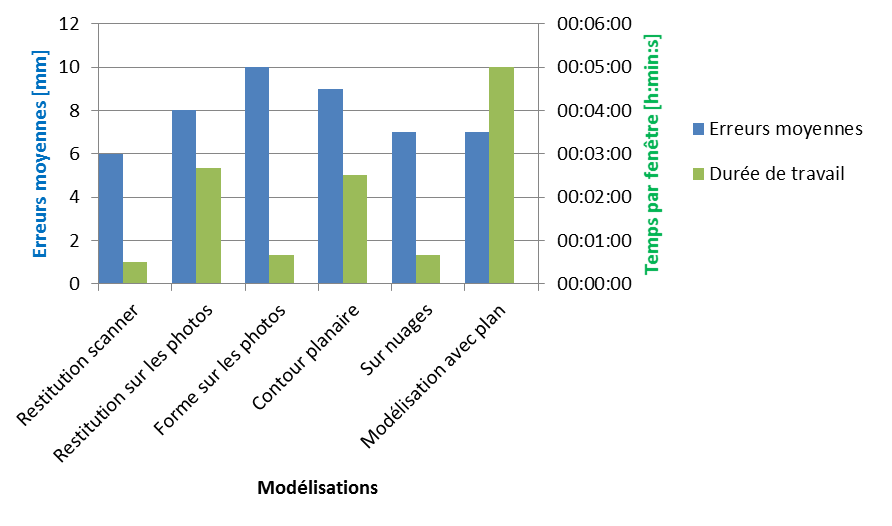 12
10
8
6
4
2
0
Erreurs moyennes [mm]
00:06:00
00:05:00
00:04:00
00:03:00
00:02:00
00:01:00
00:00:00
Temps par fenêtre [h:min:s]
Erreurs moyennes
Durée de travail
Restitution scanner
Restitution sur les photos
Forme sur les photos
Contour planaire
Sur nuages
Modélisation avec plan
Modélisations